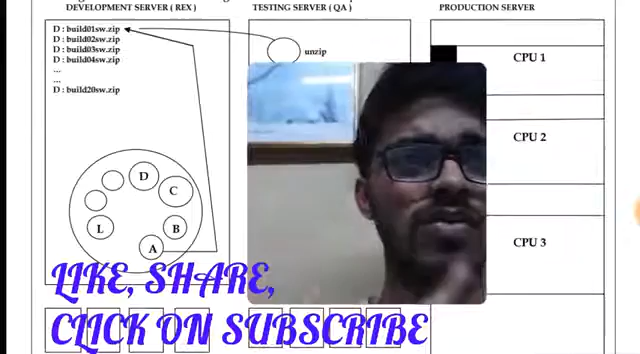 DEVELOPMENT SERVER ( REX )
TESTING SERVER ( QA )
PRODUCTION SERVER
D : build01sw.zip
D : build02sw.zip
D : build03sw.zip
D : build04sw.zip
...
...
D : build20sw.zip
unzip
CPU 1
CPU 2
CPU 3
D
C
B
A
L
LIKE, SHARE,
CLICK ON SUBSCRIBE